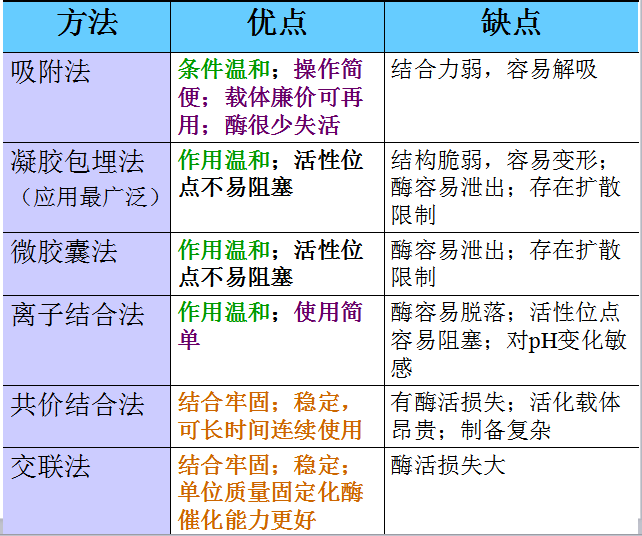 方法 优点 缺点
吸附法
条件温和；操作简
便；载体廉价可再
用；酶很少失活
结合力弱，容易解吸
凝胶包埋法
（应用最广泛）
作用温和；活性位
点不易阻塞
结构脆弱，容易变形；
酶容易泄出；存在扩散
限制
微胶囊法
作用温和；活性位
点不易阻塞
酶容易泄出；存在扩散
限制
离子结合法
作用温和；使用简
单
酶容易脱落；活性位点
容易阻塞；对pH变化敏
感
共价结合法
结合牢固；稳定，
可长时间连续使用
有酶活损失；活化载体
昂贵；制备复杂
交联法
结合牢固；稳定；
单位质量固定化酶
催化能力更好
酶活损失大